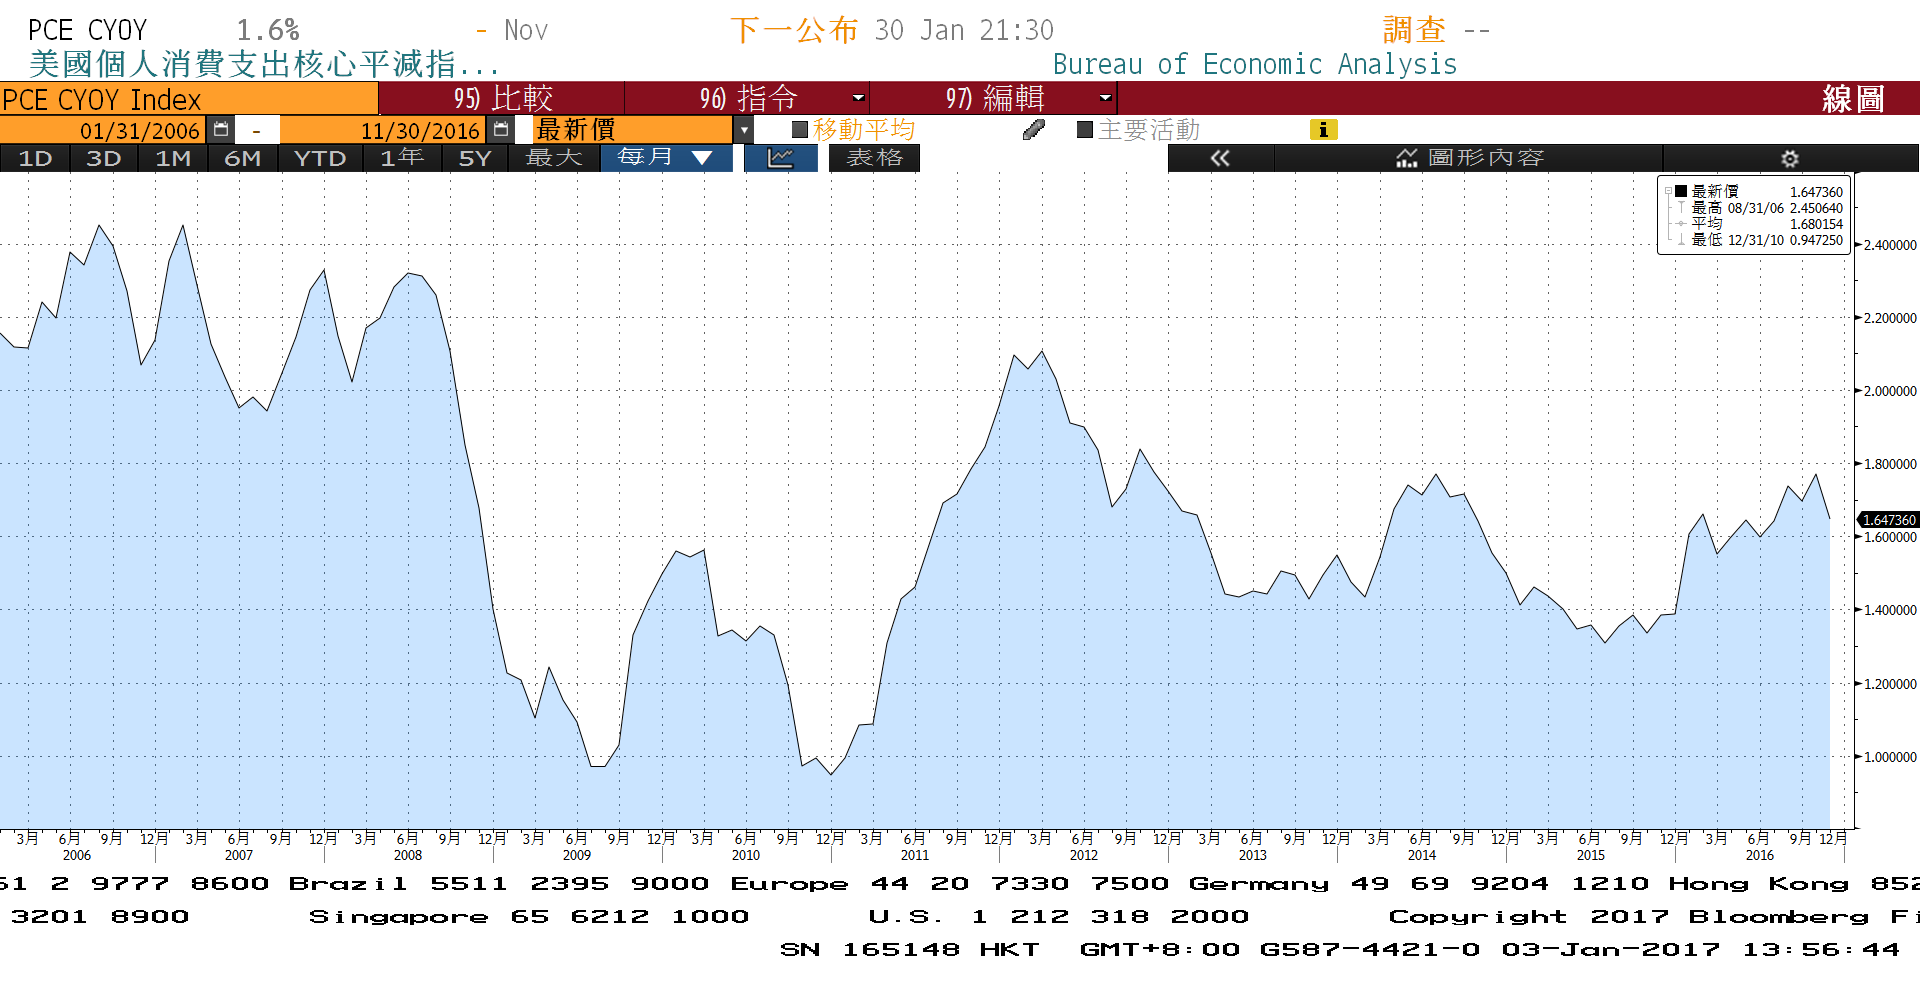 PCE CYOY 1.6% - Nov 下一公布 30 Jan 21:30 調查 --
美國個人消費支出核心平減指... Bureau of Economic Analysis
PCE CYOY Index 95) 比較 96) 指令 97) 編輯 線圖
01/31/2006 - 11/30/2016 最新價 移動平均 主要活動
1D 3D 1M 6M YTD 1年 5Y 最大 每月 ▼ 表格 « 圖形內容
最新價 1.647360
最高 08/31/06 2.450640
平均 1.680154
最低 12/31/10 0.947250
2.400000
2.200000
2.000000
1.800000
1.647360
1.600000
1.400000
1.200000
1.000000
3月 6月 9月 12月 3月 6月 9月 12月 3月 6月 9月 12月 3月 6月 9月 12月 3月 6月 9月 12月 3月 6月 9月 12月 3月 6月 9月 12月 3月 6月 9月 12月 3月 6月 9月 12月 3月 6月 9月 12月 3月 6月 9月 12月
2006 2007 2008 2009 2010 2011 2012 2013 2014 2015 2016
61 2 9777 8600 Brazil 5511 2395 9000 Europe 44 20 7330 7500 Germany 49 69 9204 1210 Hong Kong 852
3201 8900 Singapore 65 6212 1000 U.S. 1 212 318 2000 Copyright 2017 Bloomberg Fi
SN 165148 HKT GMT+8:00 G587-4421-0 03-Jan-2017 13:56:44